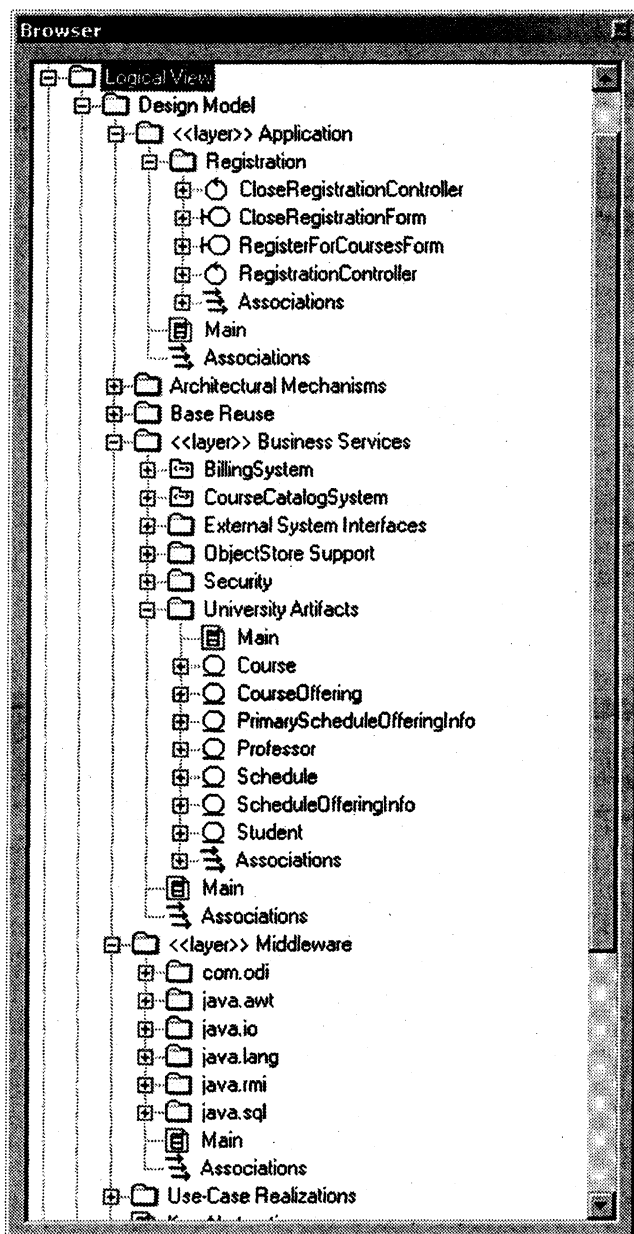 Browser
Logical View
Design Model
<<layer>> Application
Registration
CloseRegistrationController
CloseRegistrationForm
RegisterForCoursesForm
RegistrationController
Associations
Main
Associations
Architectural Mechanisms
Base Reuse
<<layer>> Business Services
BillingSystem
CourseCatalogSystem
External System Interfaces
ObjectStore Support
Security
University Artifacts
Main
Course
CourseOffering
PrimaryScheduleOfferingInfo
Professor
Schedule
ScheduleOfferingInfo
Student
Associations
Main
Associations
<<layer>> Middleware
com.odi
java.awt
java.io
java.lang
java.rmi
java.sql
Main
Associations
Use-Case Realizations